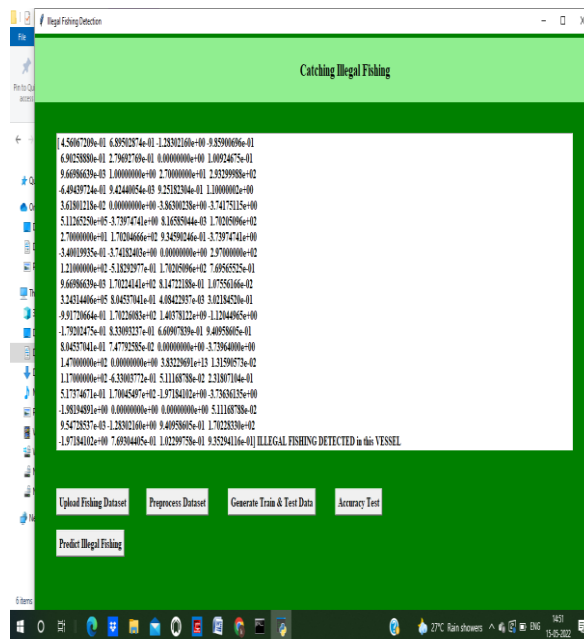 Illegal Fishing Detection
File
Pin to Qu
access
Catching Illegal Fishing
[ 4.56067209e-01 6.89502874e-01 -1.28302160e+00 -9.85900696e-01
6.90258880e-01 2.79692769e-01 0.00000000e+00 1.00924675e-01
9.66986639e-03 1.00000000e+00 2.70000000e+01 2.93299988e+02
-6.49439724e-01 9.42440054e-03 9.25182304e-01 1.10000002e+00
3.61801218e-02 0.00000000e+00 -3.86300238e+00 -3.74175115e+00
5.11265250e+05 -3.73974741e+00 8.16585044e-03 1.70205096e+02
2.70000000e+01 1.70204666e+02 9.34590246e-01 -3.73974741e+00
-3.40019935e-01 -3.74182403e+00 0.00000000e+00 2.97000000e+02
1.21000000e+02 -5.18292977e-01 1.70205096e+02 7.69565525e-01
9.66986639e-03 1.70224141e+02 8.14722188e-01 1.07556166e-02
3.24314406e+05 8.04537041e-01 4.08422937e-03 3.02184520e-01
-9.91720664e-01 1.70226083e+02 1.40378122e+09 -1.12044965e+00
-1.79202475e-01 8.33093237e-01 6.60907839e-01 9.40958605e-01
8.04537041e-01 7.47792585e-02 0.00000000e+00 -3.73964000e+00
1.47000000e+02 0.00000000e+00 3.83229691e+13 1.31590573e-02
1.17000000e+02 -6.33003772e-01 5.11168788e-02 2.31807104e-01
5.17374671e-01 1.70045497e+02 -1.97184102e+00 -3.73636135e+00
-1.98194891e+00 0.00000000e+00 0.00000000e+00 5.11168788e-02
9.54728537e-03 -1.28302160e+00 9.40958605e-01 1.70228330e+02
-1.97184102e+00 7.69304405e-01 1.02299758e-01 9.35294116e-01] ILLEGAL FISHING DETECTED in this VESSEL
Upload Fishing Dataset
Preprocess Dataset
Generate Train & Test Data
Accuracy Test
Predict Illegal Fishing
6 items
27°C Rain showers
ENG
14:51
15-05-2022